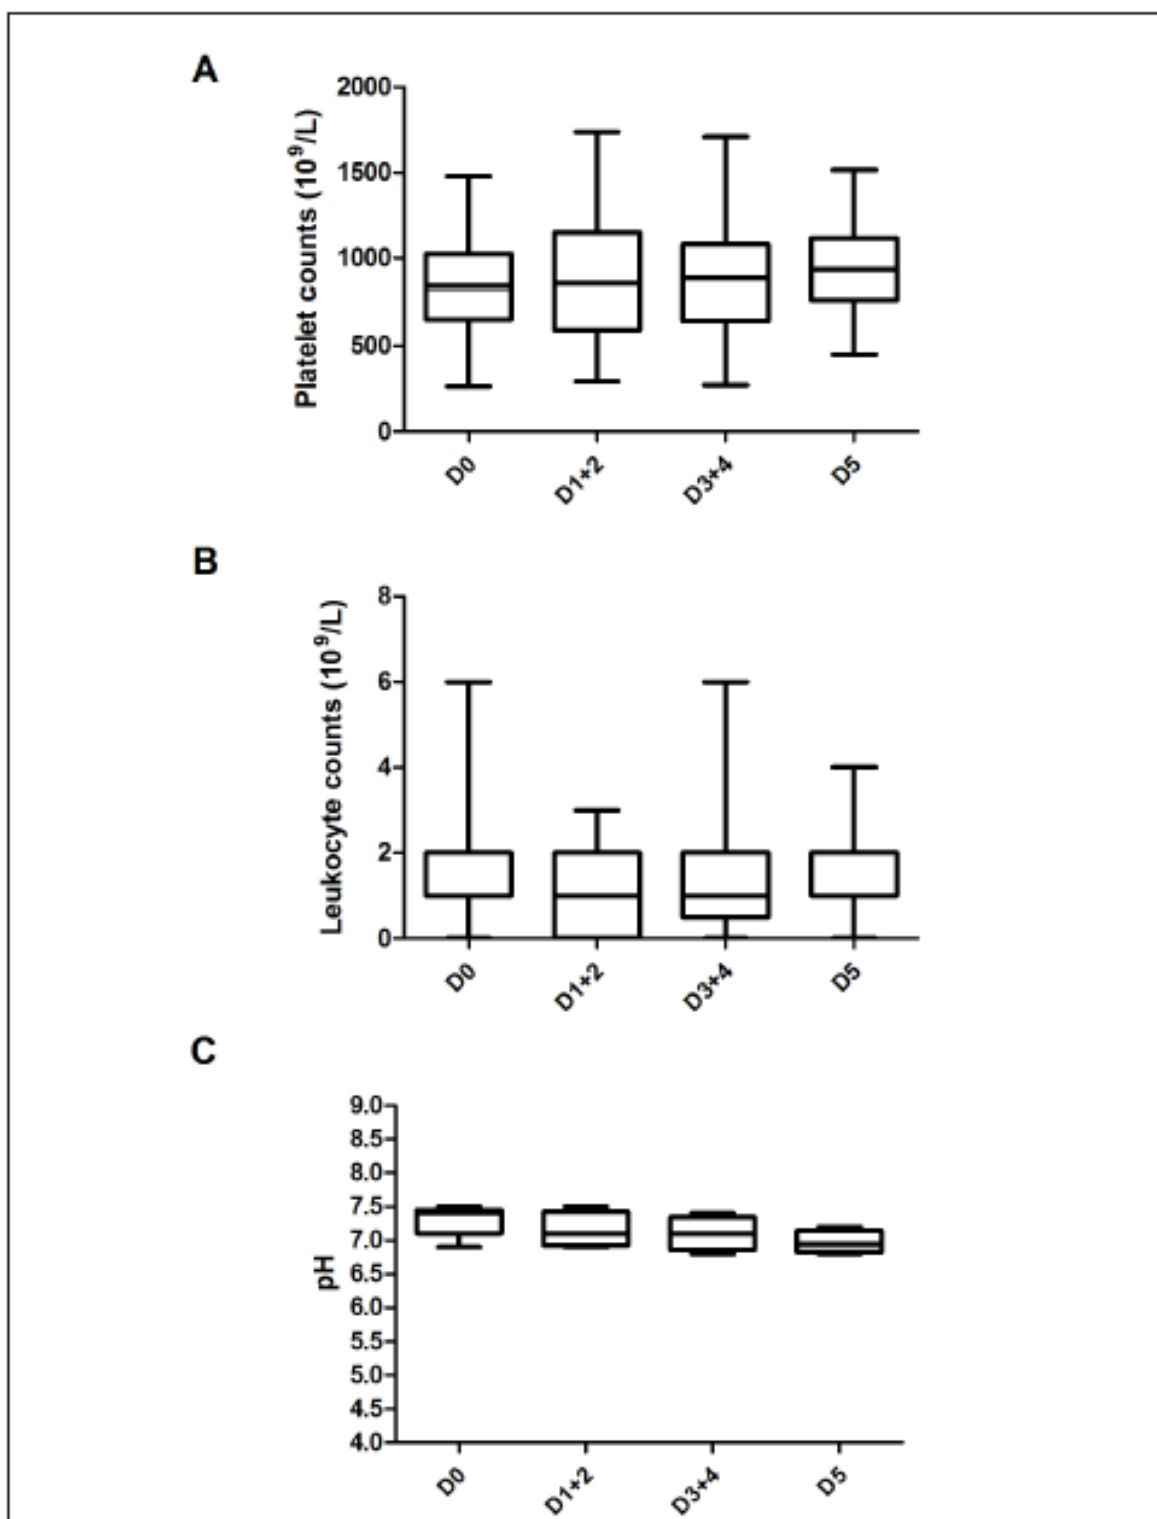 A
Platelet counts (10⁹/L)
2000
1500
1000
500
0
D0 D1+2 D3+4 D5
B
Leukocyte counts (10⁹/L)
8
6
4
2
0
D0 D1+2 D3+4 D5
C
pH
9.0
8.5
8.0
7.5
7.0
6.5
6.0
5.5
5.0
4.5
4.0
D0 D1+2 D3+4 D5